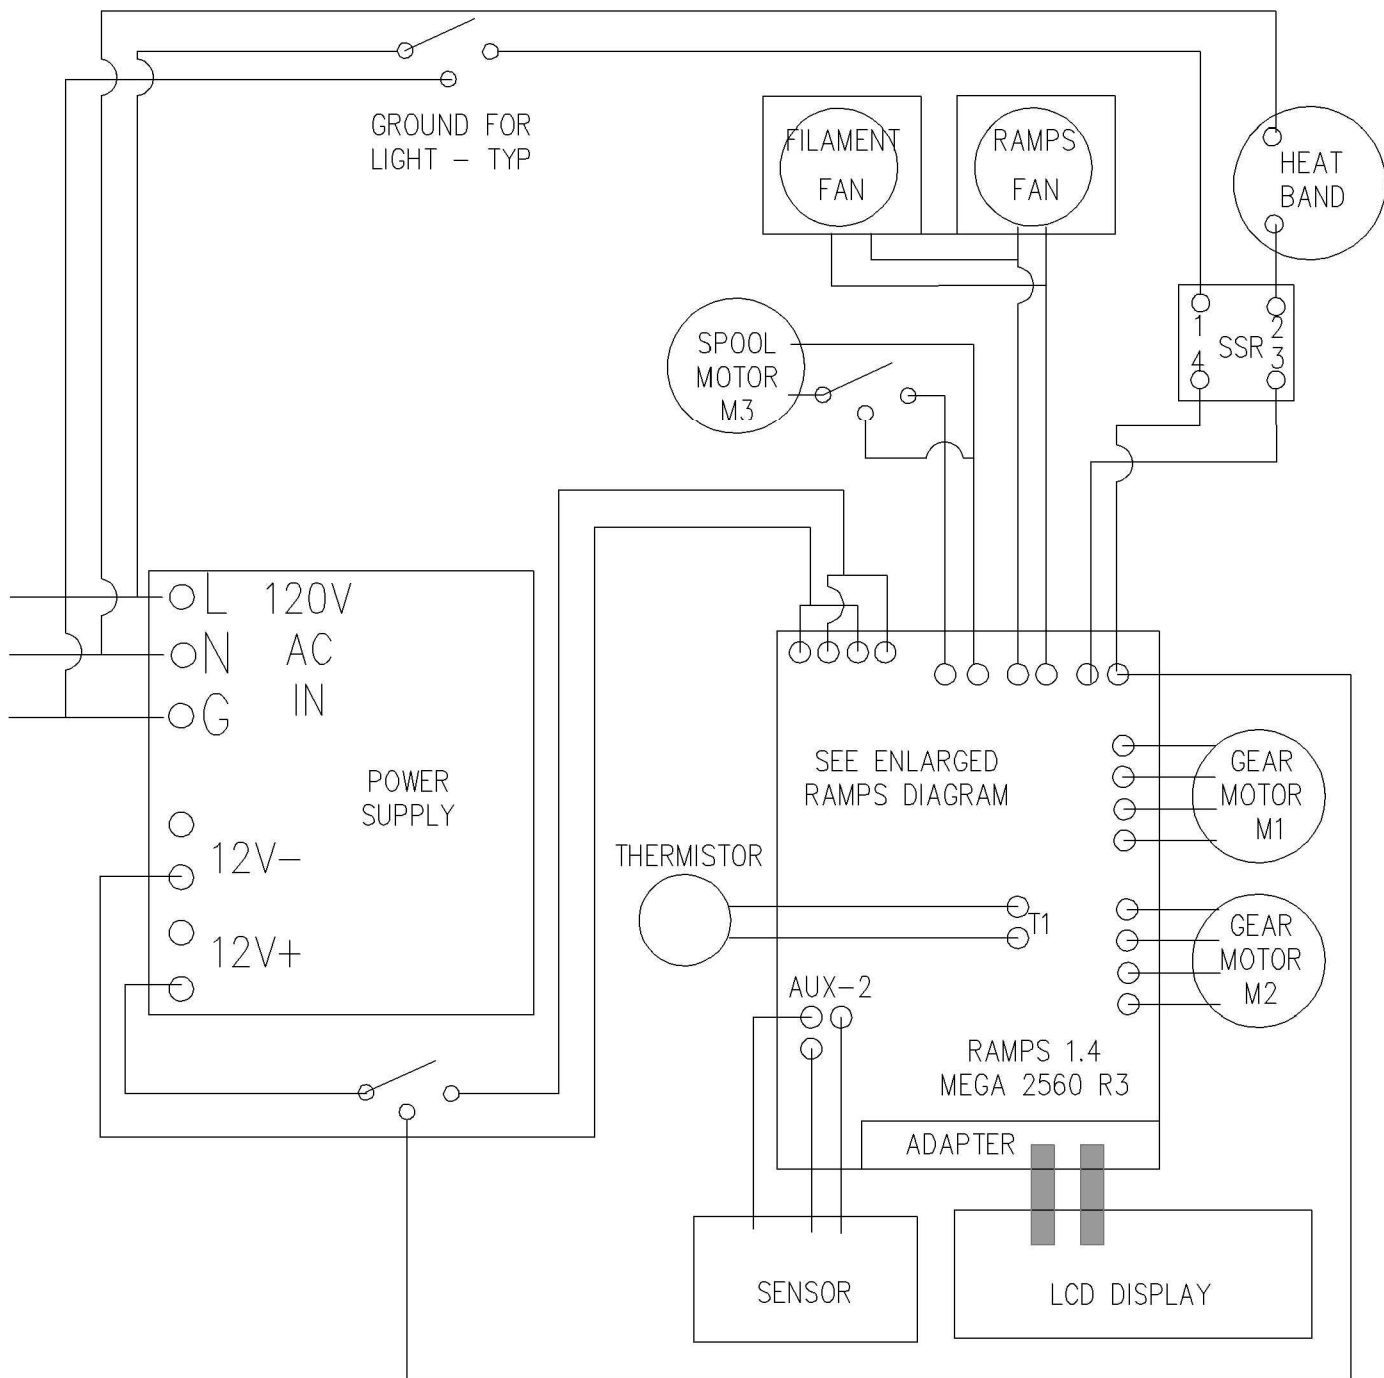 GROUND FOR
LIGHT - TYP
FILAMENT
FAN
RAMPS
FAN
HEAT
BAND
1
2
SSR
4
3
SPOOL
MOTOR
M3
L 120V
N AC
G IN
POWER
SUPPLY
12V-
12V+
SEE ENLARGED
RAMPS DIAGRAM
GEAR
MOTOR
M1
THERMISTOR
T1
GEAR
MOTOR
M2
AUX-2
RAMPS 1.4
MEGA 2560 R3
ADAPTER
SENSOR
LCD DISPLAY